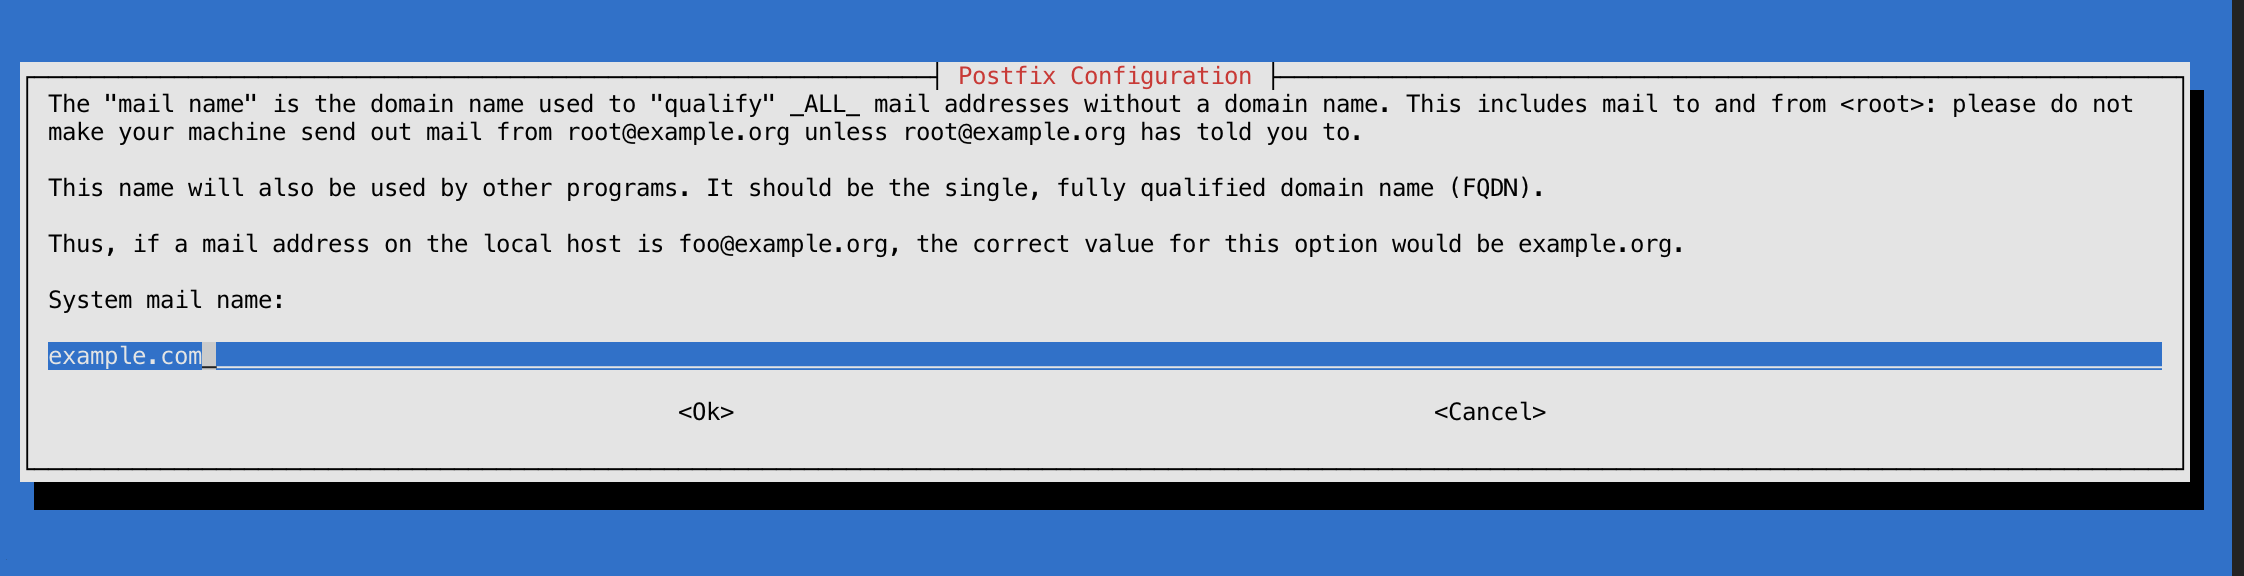 Postfix Configuration
The "mail name" is the domain name used to "qualify" _ALL_ mail addresses without a domain name. This includes mail to and from <root>: please do not
make your machine send out mail from root@example.org unless root@example.org has told you to.
This name will also be used by other programs. It should be the single, fully qualified domain name (FQDN).
Thus, if a mail address on the local host is foo@example.org, the correct value for this option would be example.org.
System mail name:
example.com
<Ok> <Cancel>